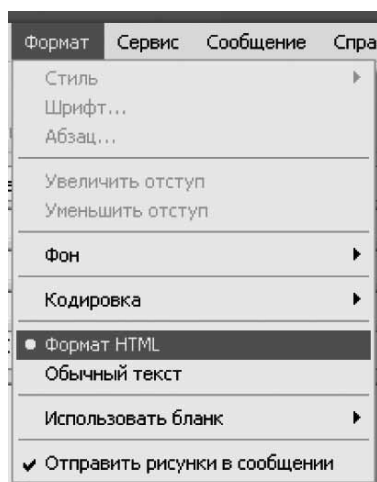 Формат Сервис Сообщение Спра
Стиль
Шрифт...
Абзац...
Увеличить отступ
Уменьшить отступ
Фон
Кодировка
Формат HTML
Обычный текст
Использовать бланк
Отправить рисунки в сообщении